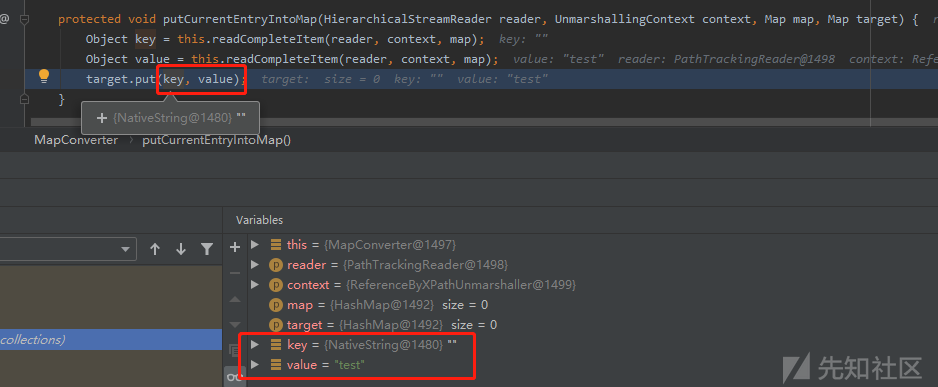 @ protected void putCurrentEntryIntoMap(HierarchicalStreamReader reader, UnmarshallingContext context, Map map, Map target) {
Object key = this.readCompleteItem(reader, context, map); key: ""
Object value = this.readCompleteItem(reader, context, map); value: "test" reader: PathTrackingReader@1498 context: Refe
target.put(key, value); target: size = 0 key: "" value: "test"
}
+ {NativeString@1480} ""
MapConverter › putCurrentEntryIntoMap()
Variables
this = {MapConverter@1497}
reader = {PathTrackingReader@1498}
context = {ReferenceByXPathUnmarshaller@1499}
map = {HashMap@1492} size = 0
target = {HashMap@1492} size = 0
collections)
key = {NativeString@1480} ""
value = "test"
先知社区